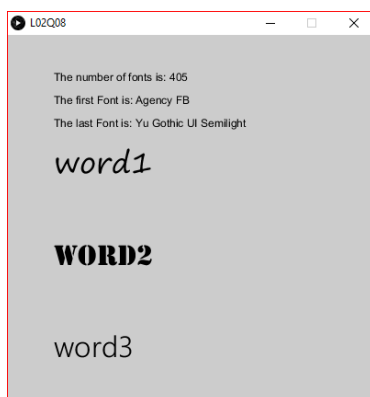 L02Q08
The number of fonts is: 405
The first Font is: Agency FB
The last Font is: Yu Gothic UI Semilight
word1
WORD2
word3